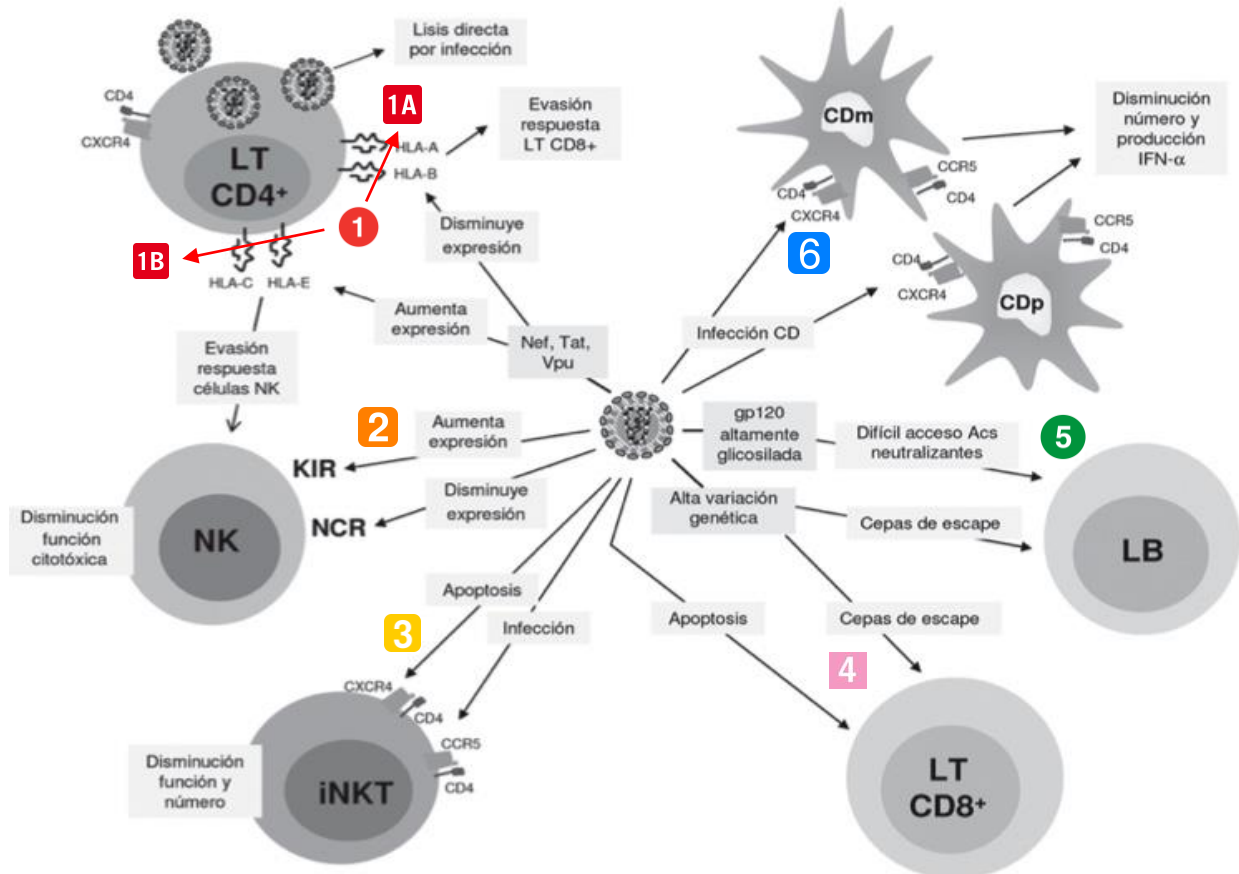 Lisis directa
por infección
CD4
CXCR4
LT
CD4+
1A
HLA-A
HLA-B
Evasión
respuesta
LT CD8+
1
1B
HLA-C
HLA-E
Disminuye
expresión
Aumenta
expresión
Nef, Tat,
Vpu
Evasión
respuesta
células NK
CDm
CCR5
CD4
CD4
CXCR4
6
Disminución
número y
producción
IFN-α
CCR5
CD4
CD4
CXCR4
CDp
Infección CD
2
Aumenta
expresión
KIR
Disminuye
expresión
NCR
NK
Disminución
función
citotóxica
gp120
altamente
glicosilada
Difícil acceso Acs
neutralizantes
5
Alta variación
genética
Cepas de escape
LB
Apoptosis
3
Infección
Apoptosis
Cepas de escape
4
CXCR4
CD4
CCR5
CD4
iNKT
Disminución
función y
número
LT
CD8+